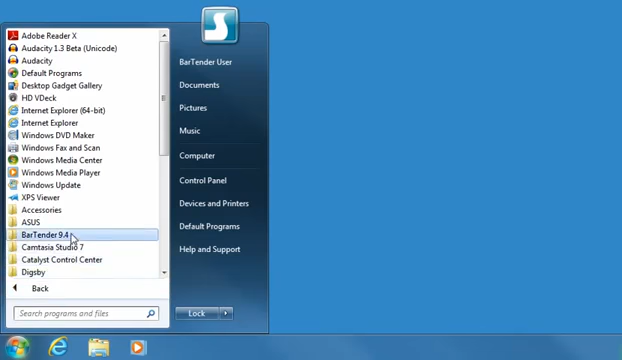 Adobe Reader X
Audacity 1.3 Beta (Unicode)
Audacity
Default Programs
Desktop Gadget Gallery
HD VDeck
Internet Explorer (64-bit)
Internet Explorer
Windows DVD Maker
Windows Fax and Scan
Windows Media Center
Windows Media Player
Windows Update
XPS Viewer
Accessories
ASUS
BarTender 9.4
Camtasia Studio 7
Catalyst Control Center
Digsby
Back
Search programs and files
BarTender User
Documents
Pictures
Music
Computer
Control Panel
Devices and Printers
Default Programs
Help and Support
Lock